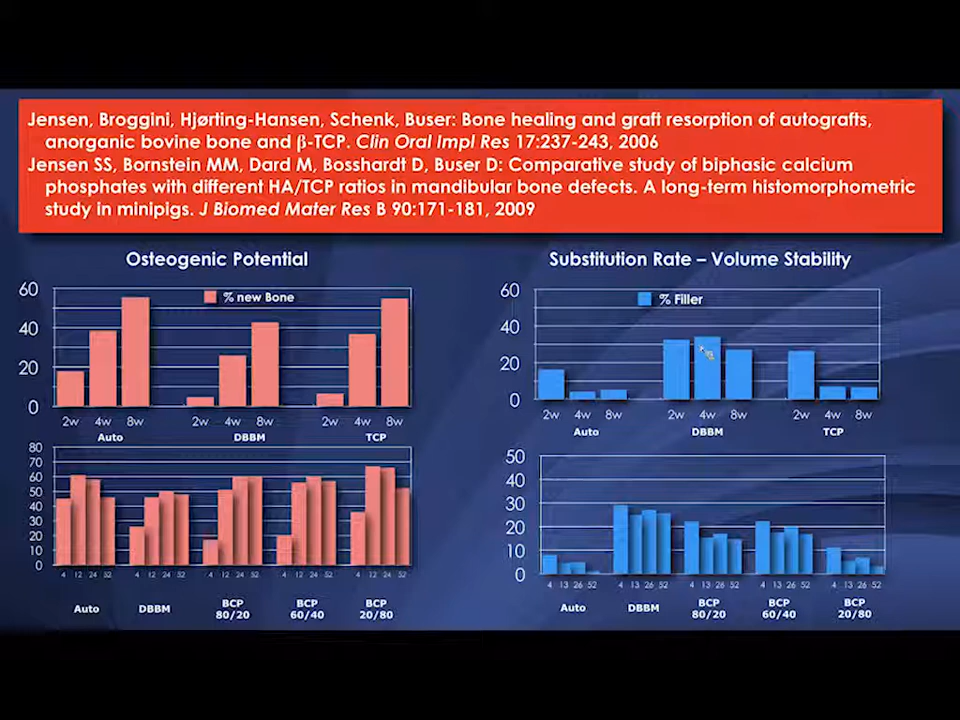 Jensen, Broggini, Hjørting-Hansen, Schenk, Buser: Bone healing and graft resorption of autografts,
anorganic bovine bone and β-TCP. Clin Oral Impl Res 17:237-243, 2006
Jensen SS, Bornstein MM, Dard M, Bosshardt D, Buser D: Comparative study of biphasic calcium
phosphates with different HA/TCP ratios in mandibular bone defects. A long-term histomorphometric
study in minipigs. J Biomed Mater Res B 90:171-181, 2009
Osteogenic Potential
% new Bone
60
40
20
0
2w 4w 8w 2w 4w 8w 2w 4w 8w
Auto DBBM TCP
80
70
60
50
40
30
20
10
0
4 12 24 52 4 12 24 52 4 12 24 52 4 12 24 52 4 12 24 52
Auto DBBM BCP 80/20 BCP 60/40 BCP 20/80
Substitution Rate – Volume Stability
% Filler
60
40
20
0
2w 4w 8w 2w 4w 8w 2w 4w 8w
Auto DBBM TCP
50
40
30
20
10
0
4 13 26 52 4 13 26 52 4 13 26 52 4 13 26 52 4 13 26 52
Auto DBBM BCP 80/20 BCP 60/40 BCP 20/80